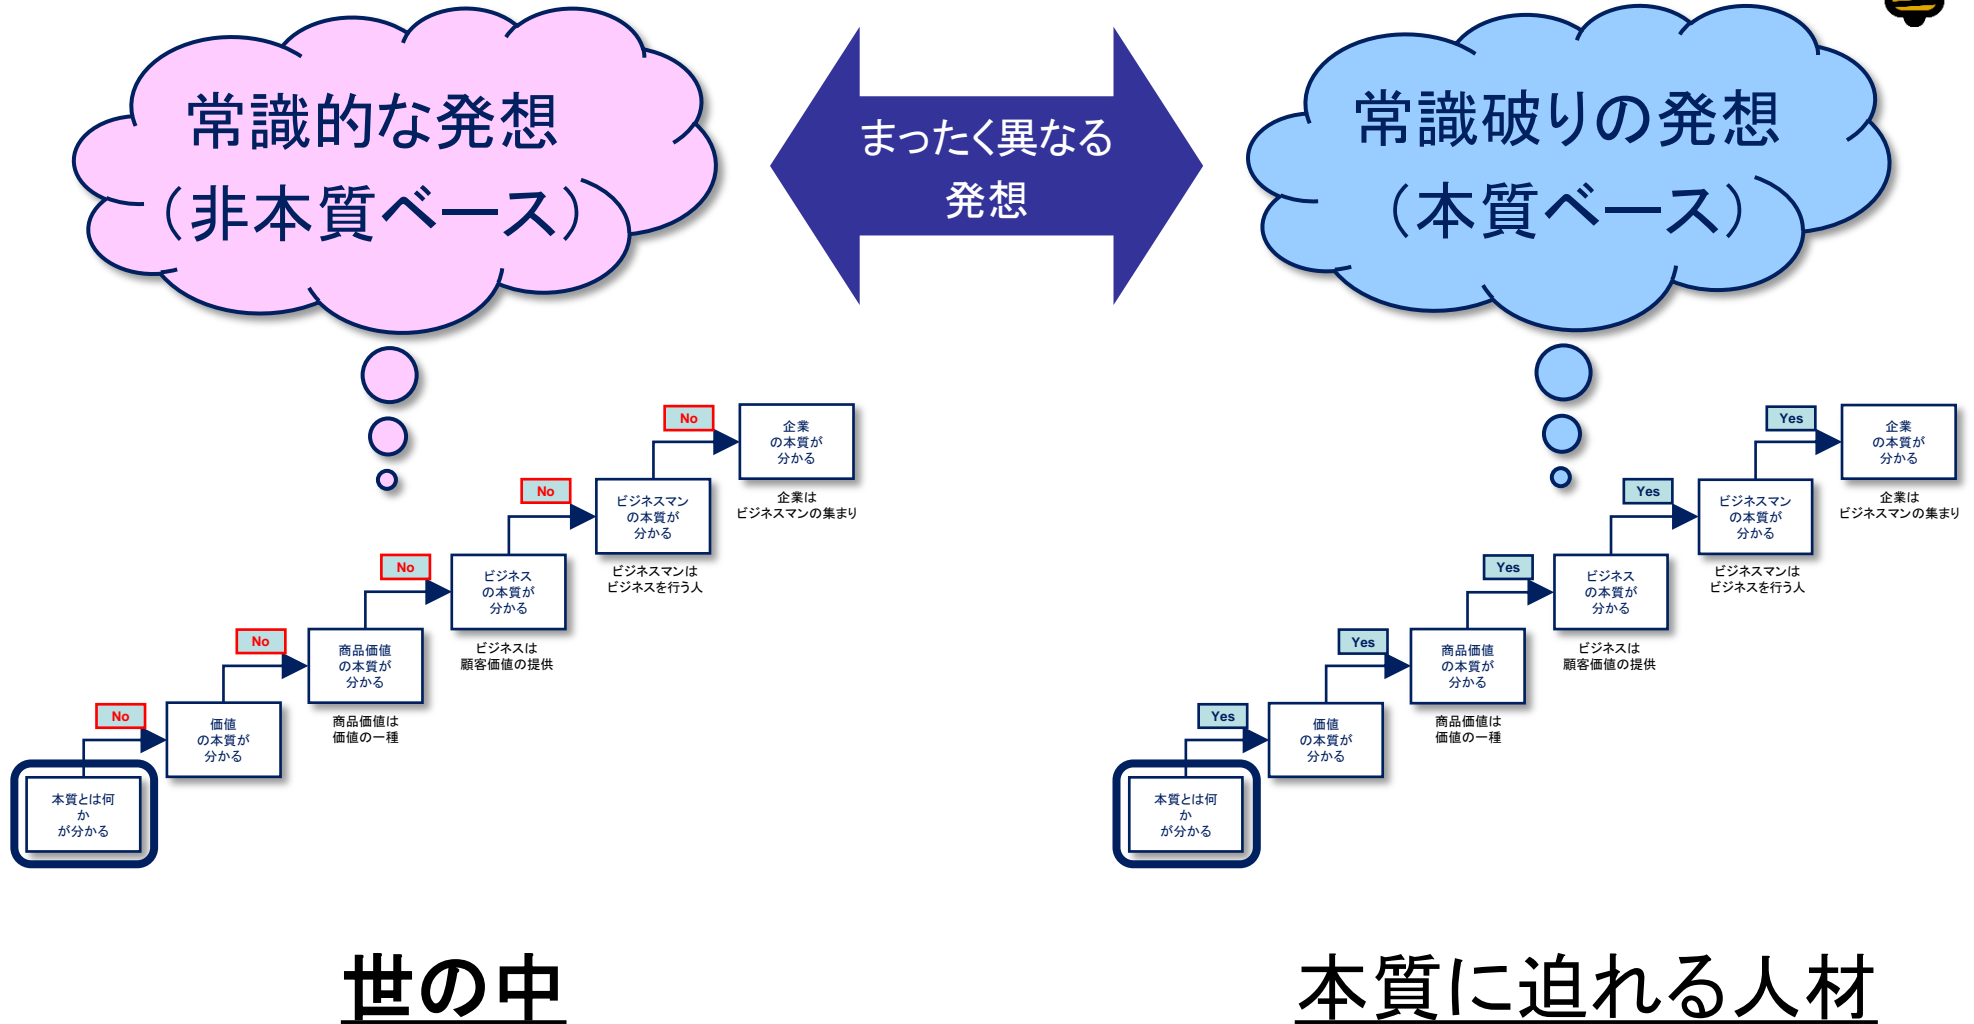 常識的な発想
（非本質ベース）
まったく異なる
発想
常識破りの発想
（本質ベース）
No
企業
の本質が
分かる
企業は
ビジネスマンの集まり
No
ビジネスマン
の本質が
分かる
ビジネスマンは
ビジネスを行う人
No
ビジネス
の本質が
分かる
ビジネスは
顧客価値の提供
No
商品価値
の本質が
分かる
商品価値は
価値の一種
No
価値
の本質が
分かる
本質とは何
か
が分かる
世の中
Yes
企業
の本質が
分かる
企業は
ビジネスマンの集まり
Yes
ビジネスマン
の本質が
分かる
ビジネスマンは
ビジネスを行う人
Yes
ビジネス
の本質が
分かる
ビジネスは
顧客価値の提供
Yes
商品価値
の本質が
分かる
商品価値は
価値の一種
Yes
価値
の本質が
分かる
本質とは何
か
が分かる
本質に迫れる人材